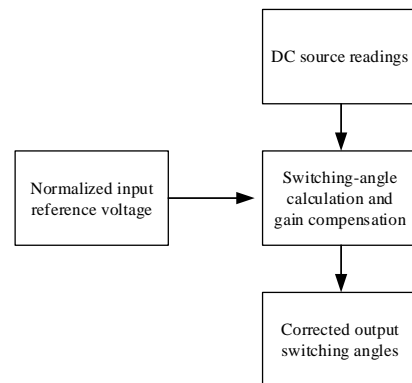 DC source readings
Normalized input
reference voltage
Switching-angle
calculation and
gain compensation
Corrected output
switching angles